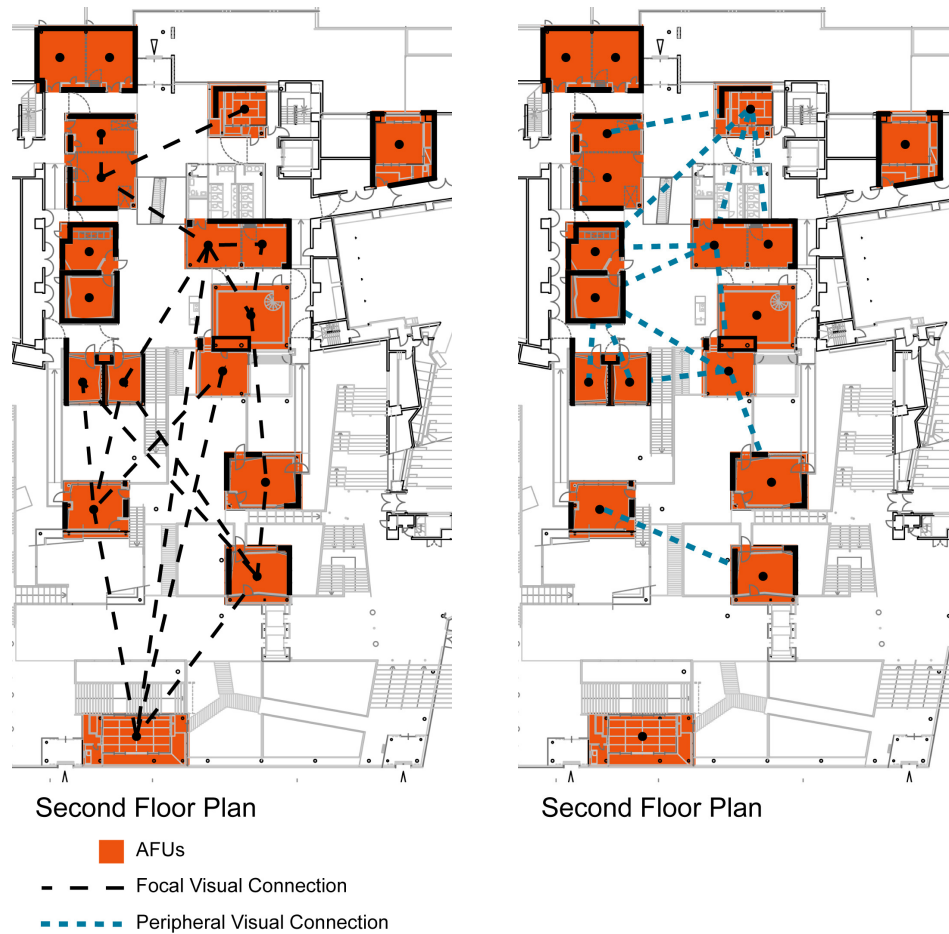 Second Floor Plan
Second Floor Plan
AFUs
Focal Visual Connection
Peripheral Visual Connection